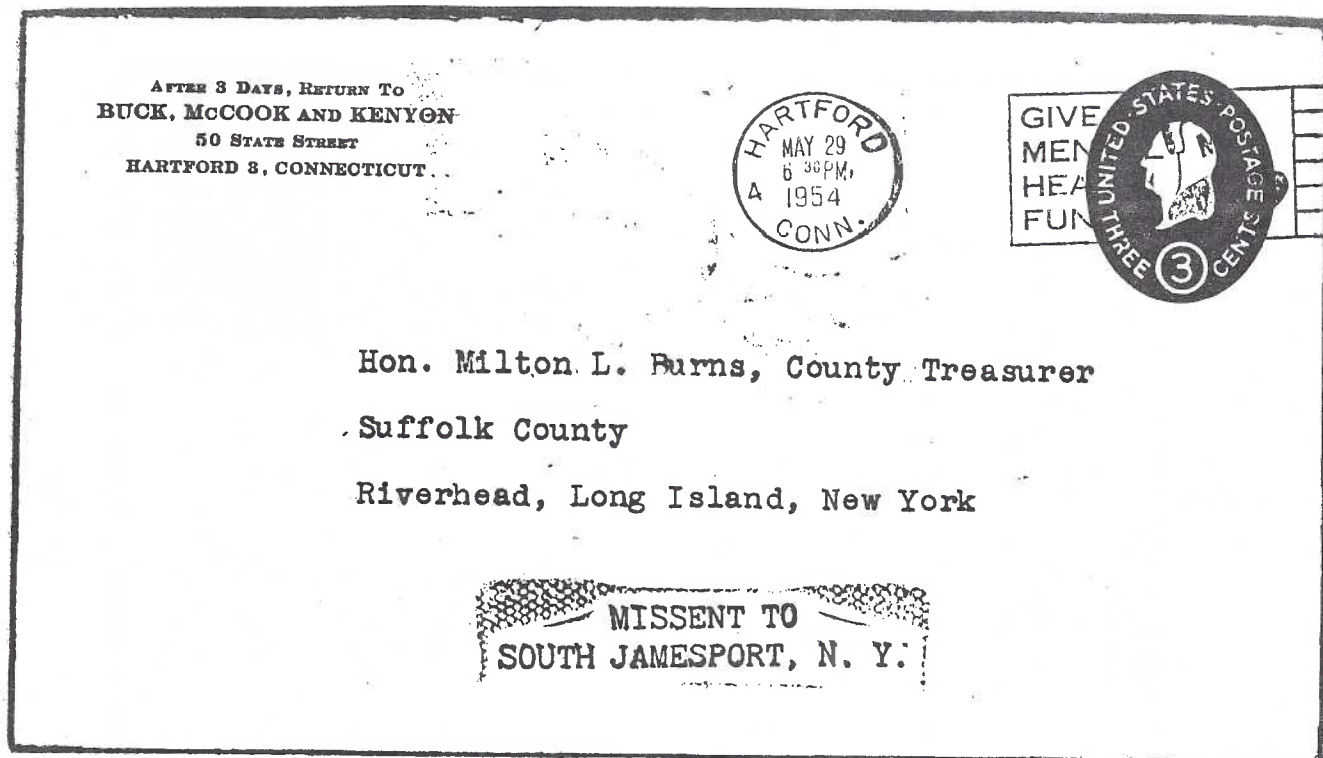 AFTER 3 DAYS, RETURN TO
BUCK, MCCOOK AND KENYON
50 STATE STREET
HARTFORD 3, CONNECTICUT
HARTFORD
MAY 29
6 30 PM
1954
4 CONN.
GIVE
MEN
HEA
FUN
UNITED STATES POSTAGE
THREE 3 CENTS
Hon. Milton L. Burns, County Treasurer
Suffolk County
Riverhead, Long Island, New York
MISSENT TO
SOUTH JAMESPORT, N. Y.